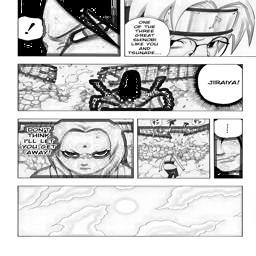 ONE
OF THE
THREE
GREAT
SHINOBI
LIKE YOU
AND
TSUNADE...
!
JIRAIYA!
DON'T
THINK
I'LL LET
YOU GET
AWAY!
...